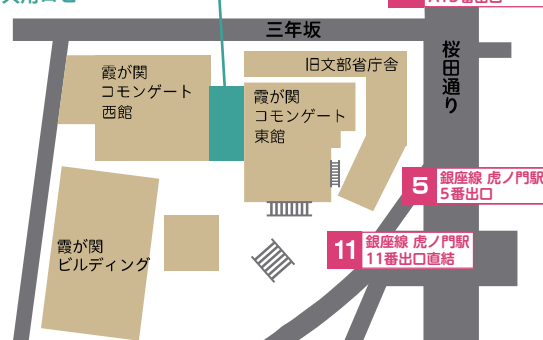 三年坂
桜田通り
旧文部省庁舎
霞が関
コモンゲート
西館
霞が関
コモンゲート
東館
5
銀座線 虎ノ門駅
5番出口
11
銀座線 虎ノ門駅
11番出口直結
霞が関
ビルディング